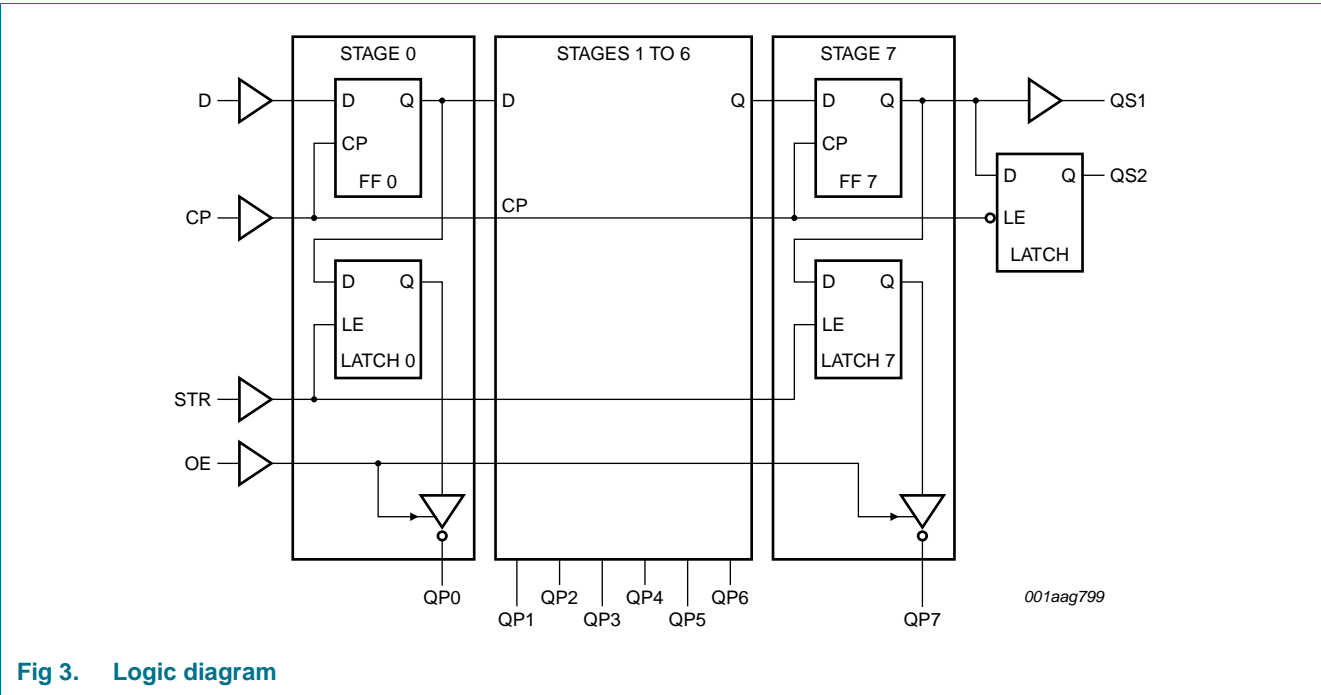 STAGE 0
STAGES 1 TO 6
STAGE 7
D
D Q
D
Q
D Q
QS1
CP
CP
FF 0
FF 7
D Q
QS2
CP
CP
LE
LATCH
D Q
D Q
LE
LE
LATCH 0
LATCH 7
STR
OE
QP0
QP2
QP4
QP6
QP1
QP3
QP5
QP7
001aag799
Fig 3. Logic diagram